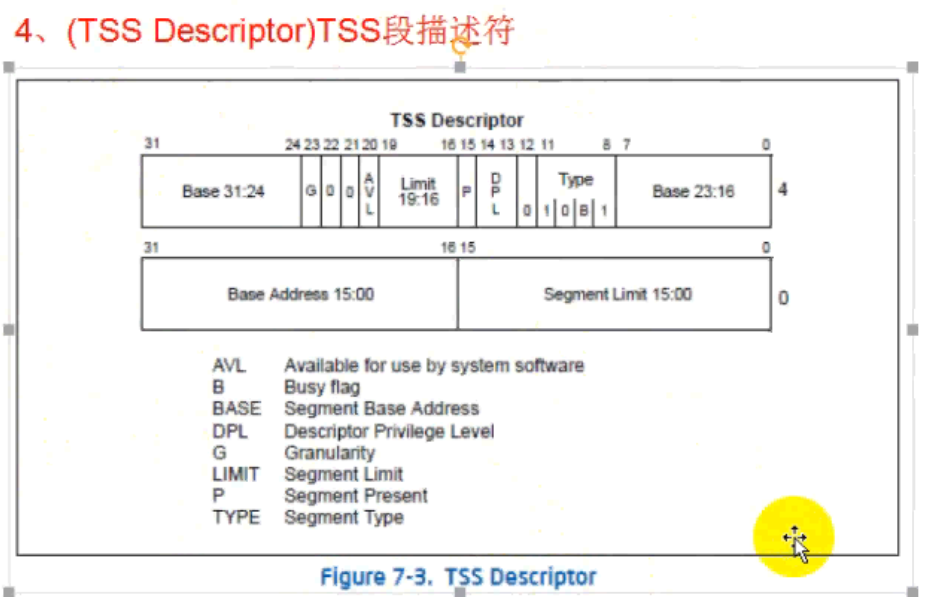 4、(TSS Descriptor)TSS段描述符
TSS Descriptor
31 24 23 22 21 20 19 16 15 14 13 12 11 8 7 0
Base 31:24 G 0 0 AVL Limit 19:16 P DPL 0 Type 1 0 B 1 Base 23:16 4
31 16 15 0
Base Address 15:00 Segment Limit 15:00 0
AVL Available for use by system software
B Busy flag
BASE Segment Base Address
DPL Descriptor Privilege Level
G Granularity
LIMIT Segment Limit
P Segment Present
TYPE Segment Type
Figure 7-3. TSS Descriptor